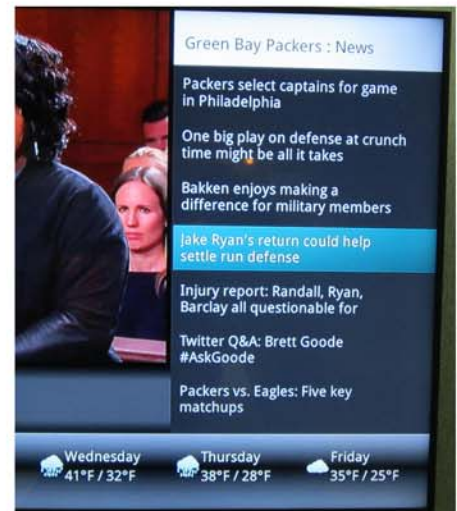 Green Bay Packers : News
Packers select captains for game
in Philadelphia
One big play on defense at crunch
time might be all it takes
Bakken enjoys making a
difference for military members
Jake Ryan's return could help
settle run defense
Injury report: Randall, Ryan,
Barclay all questionable for
Twitter Q&A: Brett Goode
#AskGoode
Packers vs. Eagles: Five key
matchups
Wednesday
41°F / 32°F
Thursday
38°F / 28°F
Friday
35°F / 25°F